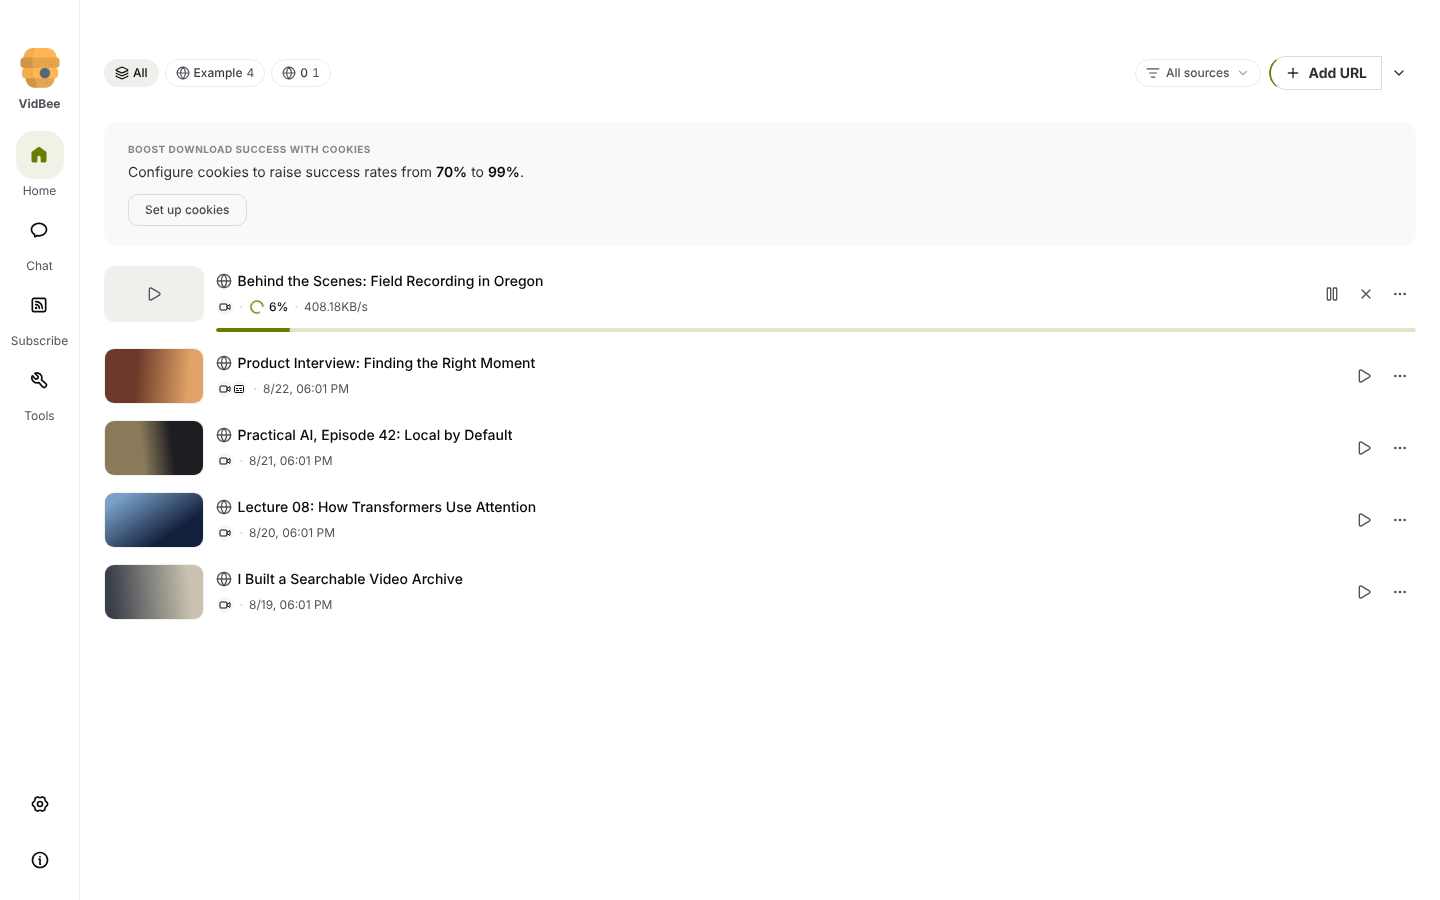 VidBee
Home
Chat
Subscribe
Tools
All
Example 4
0 1
All sources
Add URL
BOOST DOWNLOAD SUCCESS WITH COOKIES
Configure cookies to raise success rates from 70% to 99%.
Set up cookies
Behind the Scenes: Field Recording in Oregon
· 6% · 408.18KB/s
Product Interview: Finding the Right Moment
· 8/22, 06:01 PM
Practical AI, Episode 42: Local by Default
· 8/21, 06:01 PM
Lecture 08: How Transformers Use Attention
· 8/20, 06:01 PM
I Built a Searchable Video Archive
· 8/19, 06:01 PM